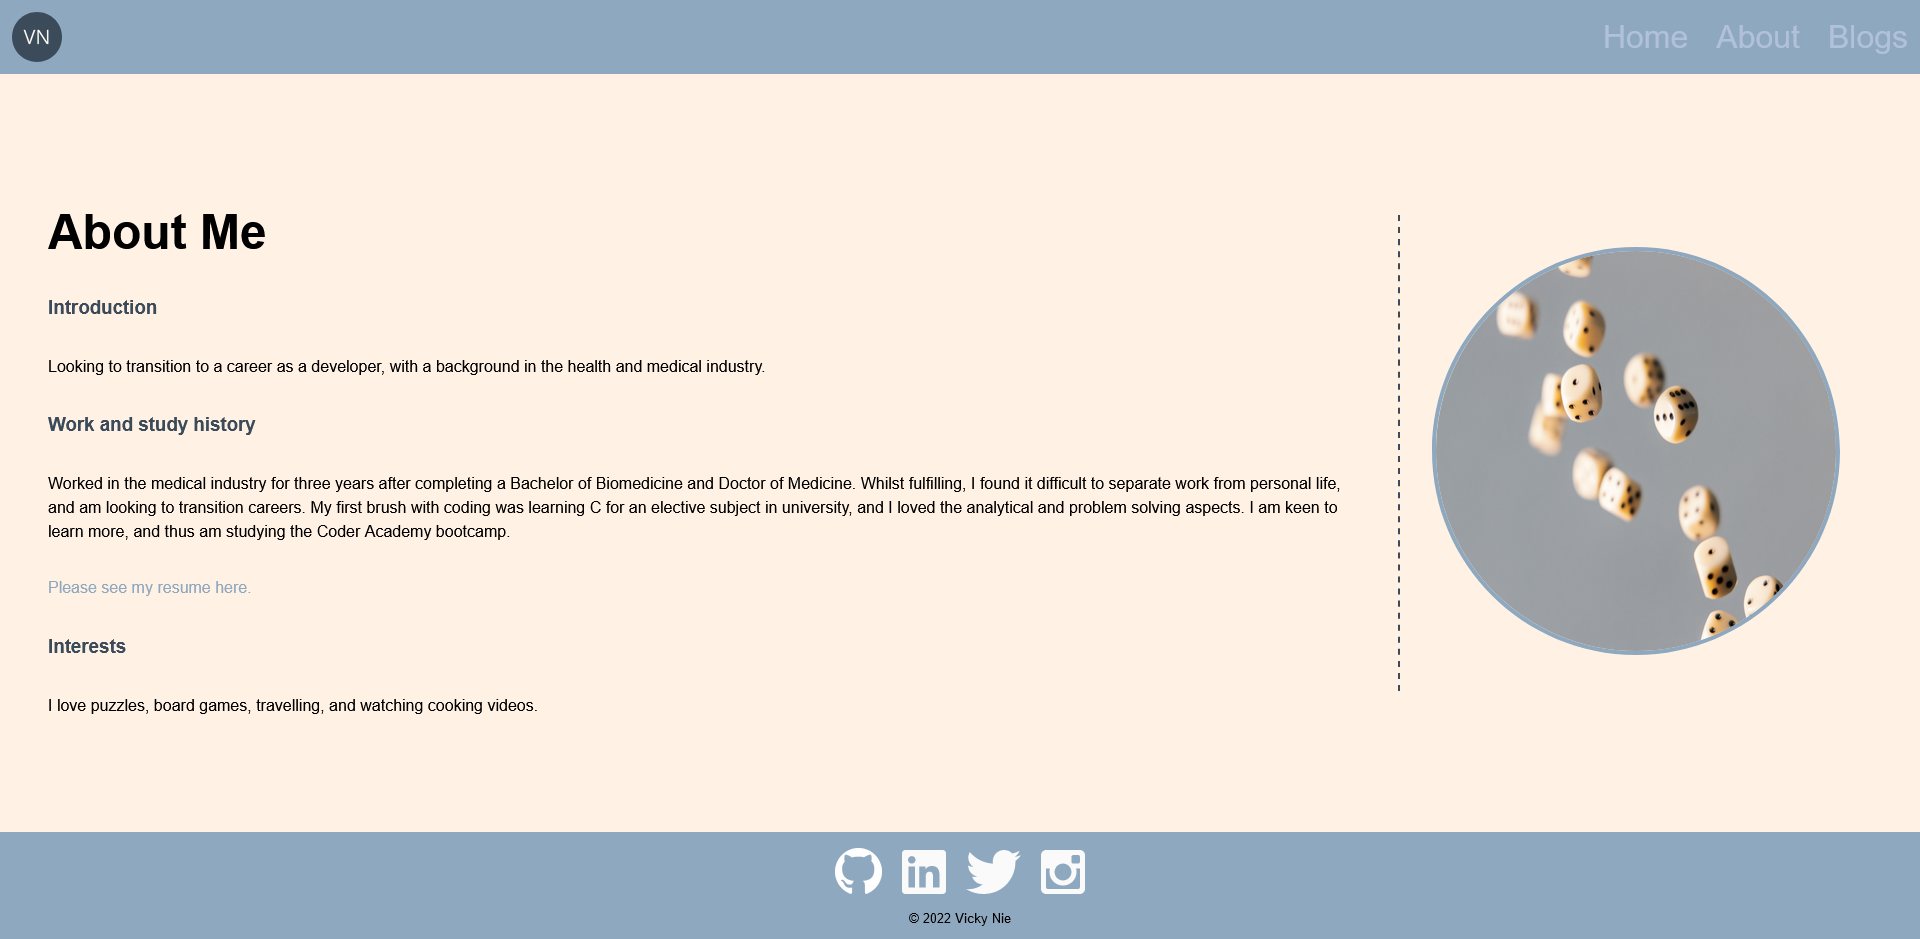 VN
Home About Blogs
About Me
Introduction
Looking to transition to a career as a developer, with a background in the health and medical industry.
Work and study history
Worked in the medical industry for three years after completing a Bachelor of Biomedicine and Doctor of Medicine. Whilst fulfilling, I found it difficult to separate work from personal life,
and am looking to transition careers. My first brush with coding was learning C for an elective subject in university, and I loved the analytical and problem solving aspects. I am keen to
learn more, and thus am studying the Coder Academy bootcamp.
Please see my resume here.
Interests
I love puzzles, board games, travelling, and watching cooking videos.
in
© 2022 Vicky Nie